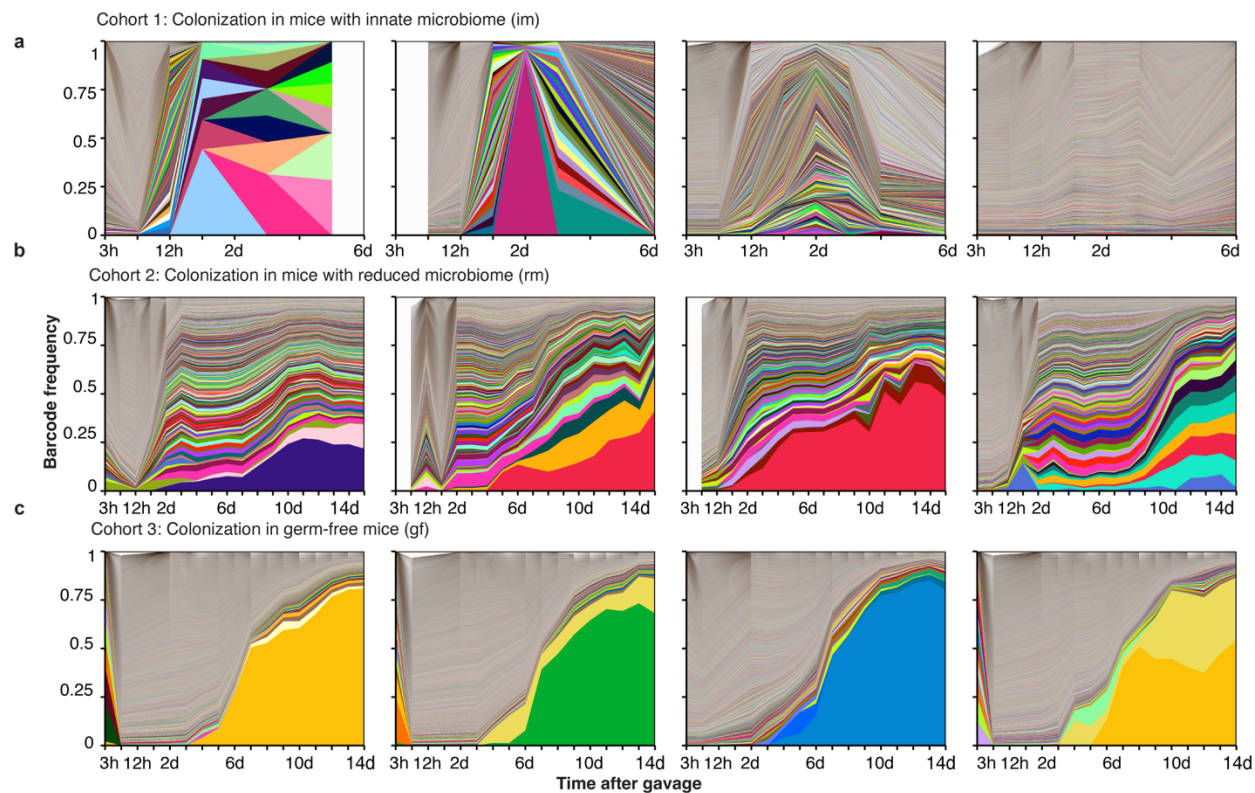 Cohort 1: Colonization in mice with innate microbiome (im)
a
1
0.75
0.5
0.25
0
3h 12h 2d 6d
3h 12h 2d 6d
3h 12h 2d 6d
3h 12h 2d 6d
b
Cohort 2: Colonization in mice with reduced microbiome (rm)
Barcode frequency
1
0.75
0.5
0.25
0
3h 12h 2d 6d 10d 14d
3h 12h 2d 6d 10d 14d
3h 12h 2d 6d 10d 14d
3h 12h 2d 6d 10d 14d
c
Cohort 3: Colonization in germ-free mice (gf)
1
0.75
0.5
0.25
0
3h 12h 2d 6d 10d 14d
3h 12h 2d 6d 10d 14d
3h 12h 2d 6d 10d 14d
3h 12h 2d 6d 10d 14d
Time after gavage